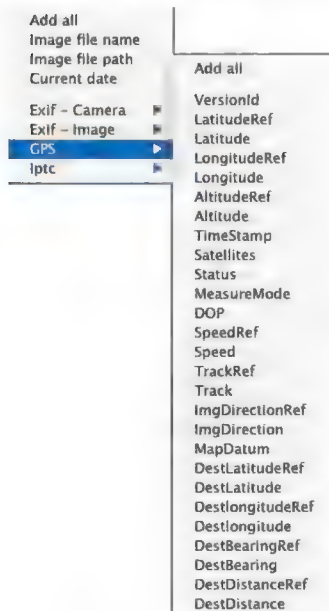 Add all
Image file name
Image file path
Current date
Exif – Camera
Exif – Image
GPS
Iptc
Add all
VersionId
LatitudeRef
Latitude
LongitudeRef
Longitude
AltitudeRef
Altitude
TimeStamp
Satellites
Status
MeasureMode
DOP
SpeedRef
Speed
TrackRef
Track
ImgDirectionRef
ImgDirection
MapDatum
DestLatitudeRef
DestLatitude
DestlongitudeRef
Destlongitude
DestBearingRef
DestBearing
DestDistanceRef
DestDistance